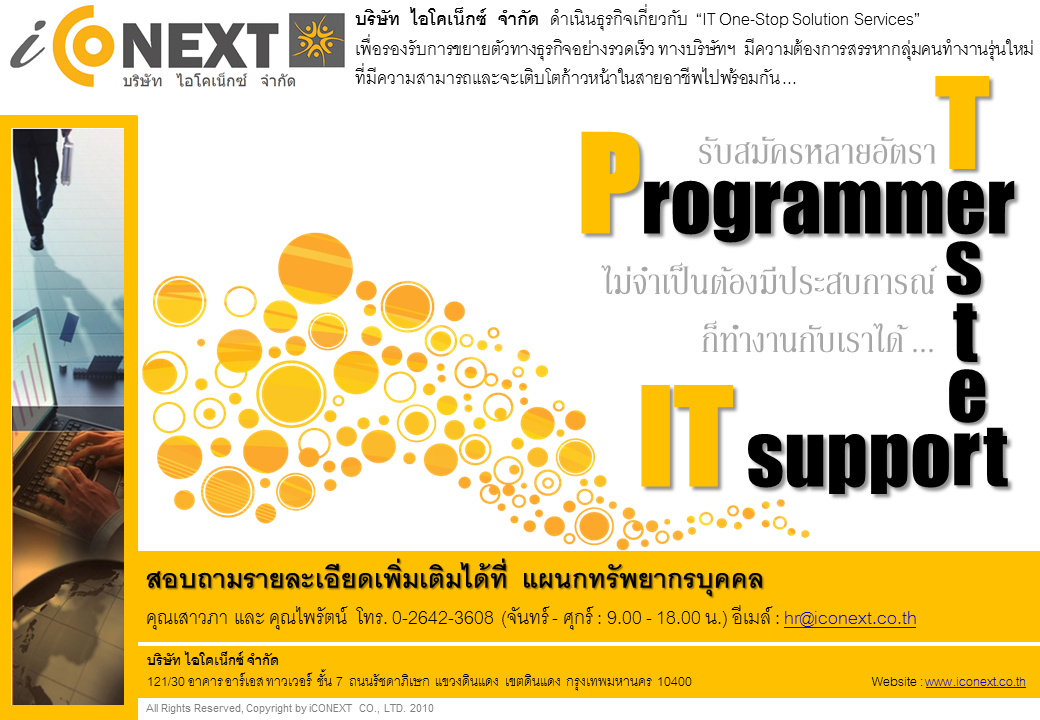 iCONEXT
บริษัท ไอโคเน็กซ์ จำกัด
บริษัท ไอโคเน็กซ์ จำกัด ดำเนินธุรกิจเกี่ยวกับ “IT One-Stop Solution Services”
เพื่อรองรับการขยายตัวทางธุรกิจอย่างรวดเร็ว ทางบริษัทฯ มีความต้องการสรรหากลุ่มคนทำงานรุ่นใหม่
ที่มีความสามารถและจะเติบโตก้าวหน้าในสายอาชีพไปพร้อมกัน ...
รับสมัครหลายอัตรา
Programmer
Tester
ไม่จำเป็นต้องมีประสบการณ์
ก็ทำงานกับเราได้ ...
IT support
สอบถามรายละเอียดเพิ่มเติมได้ที่ แผนกทรัพยากรบุคคล
คุณเสาวภา และ คุณไพรัตน์ โทร. 0-2642-3608 (จันทร์ - ศุกร์ : 9.00 - 18.00 น.) อีเมล์ : hr@iconext.co.th
บริษัท ไอโคเน็กซ์ จำกัด
121/30 อาคาร อาร์เอส ทาวเวอร์ ชั้น 7 ถนนรัชดาภิเษก แขวงดินแดง เขตดินแดง กรุงเทพมหานคร 10400 Website : www.iconext.co.th
All Rights Reserved, Copyright by iCONEXT CO., LTD. 2010